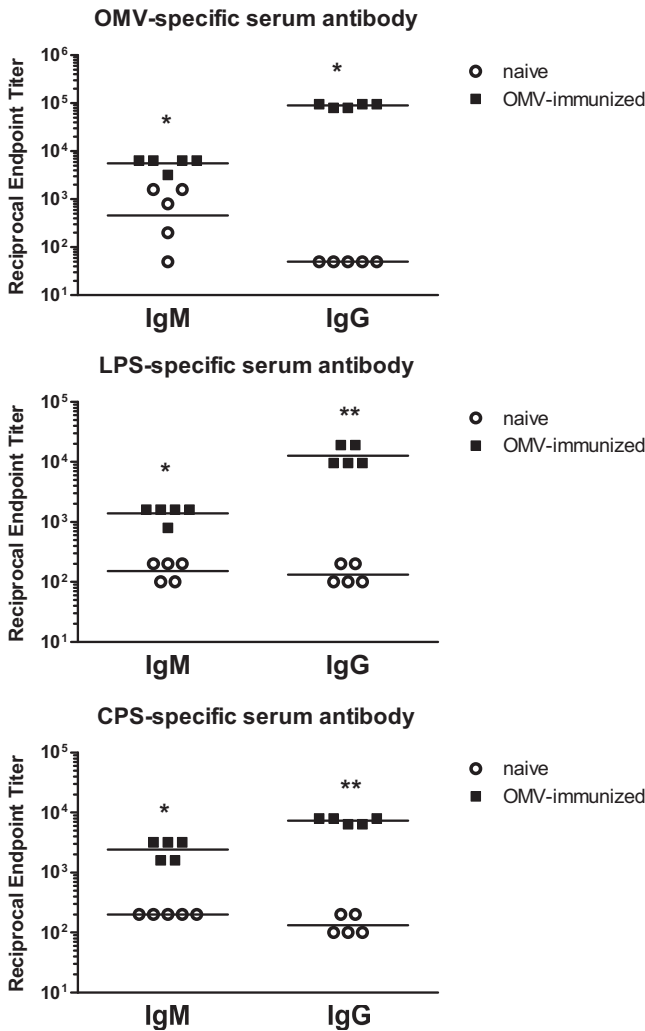 OMV-specific serum antibody
Reciprocal Endpoint Titer
10⁶
10⁵
10⁴
10³
10²
10¹
*
*
IgM
IgG
naive
OMV-immunized
LPS-specific serum antibody
Reciprocal Endpoint Titer
10⁵
10⁴
10³
10²
10¹
*
**
IgM
IgG
naive
OMV-immunized
CPS-specific serum antibody
Reciprocal Endpoint Titer
10⁵
10⁴
10³
10²
10¹
*
**
IgM
IgG
naive
OMV-immunized